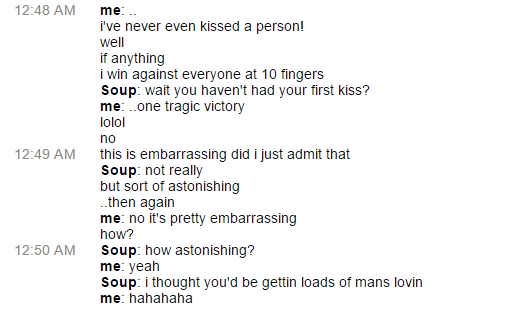 12:48 AM me: ..
i've never even kissed a person!
well
if anything
i win against everyone at 10 fingers
Soup: wait you haven't had your first kiss?
me: ..one tragic victory
lolol
no
12:49 AM this is embarrassing did i just admit that
Soup: not really
but sort of astonishing
..then again
me: no it's pretty embarrassing
how?
12:50 AM Soup: how astonishing?
me: yeah
Soup: i thought you'd be gettin loads of mans lovin
me: hahahaha